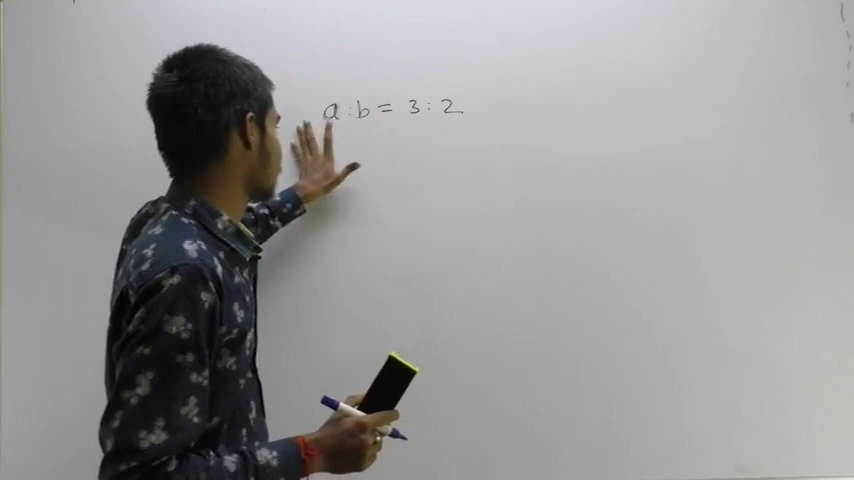 a : b = 3 : 2